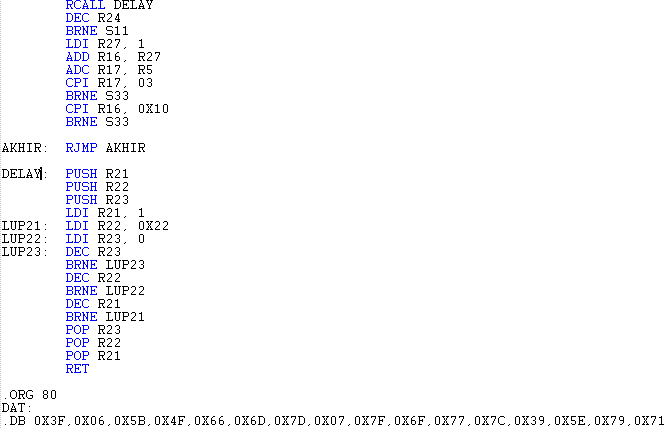 RCALL DELAY
DEC R24
BRNE S11
LDI R27, 1
ADD R16, R27
ADC R17, R5
CPI R17, 03
BRNE S33
CPI R16, 0X10
BRNE S33
AKHIR: RJMP AKHIR
DELAY: PUSH R21
PUSH R22
PUSH R23
LDI R21, 1
LUP21: LDI R22, 0X22
LUP22: LDI R23, 0
LUP23: DEC R23
BRNE LUP23
DEC R22
BRNE LUP22
DEC R21
BRNE LUP21
POP R23
POP R22
POP R21
RET
.ORG 80
DAT:
.DB 0X3F,0X06,0X5B,0X4F,0X66,0X6D,0X7D,0X07,0X7F,0X6F,0X77,0X7C,0X39,0X5E,0X79,0X71